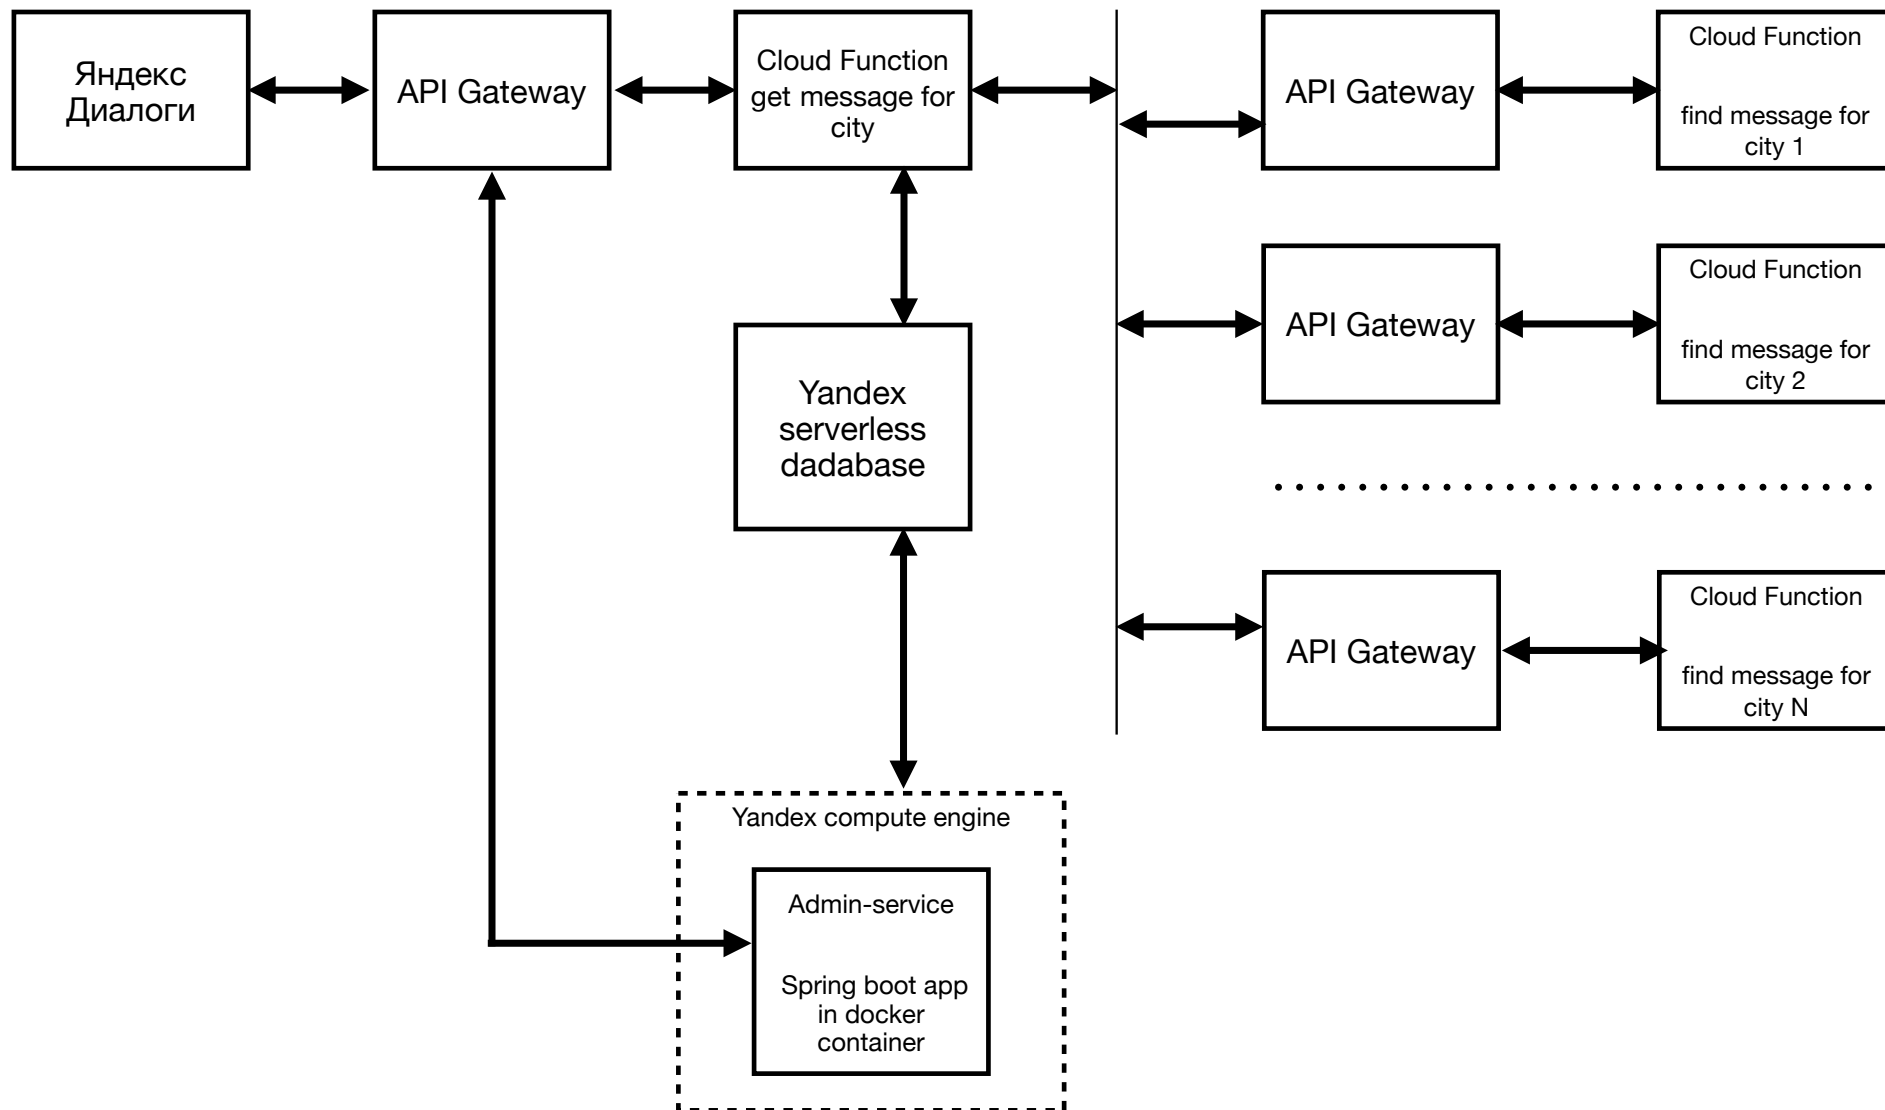 Яндекс
Диалоги
API Gateway
Cloud Function
get message for
city
API Gateway
Cloud Function
find message for
city 1
API Gateway
Cloud Function
find message for
city 2
Yandex
serverless
dadabase
API Gateway
Cloud Function
find message for
city N
Yandex compute engine
Admin-service
Spring boot app
in docker
container